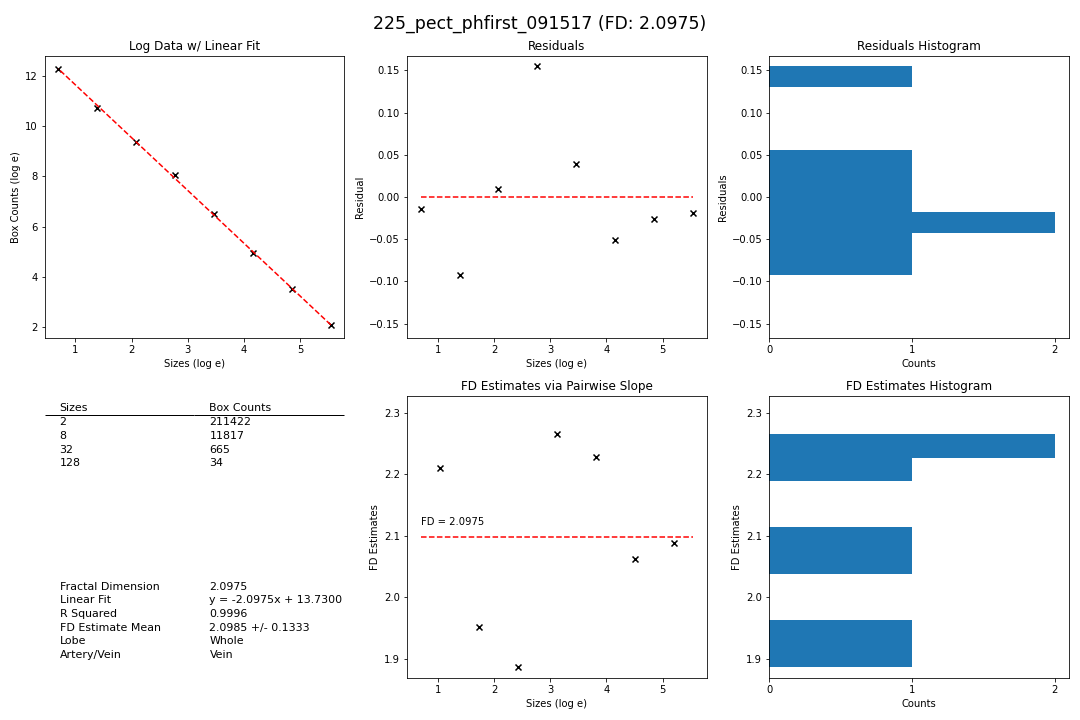 225_pect_phfirst_091517 (FD: 2.0975)
Log Data w/ Linear Fit
12
10
8
6
4
2
Box Counts (log e)
1 2 3 4 5
Sizes (log e)
Residuals
0.15
0.10
0.05
0.00
−0.05
−0.10
−0.15
Residual
1 2 3 4 5
Sizes (log e)
Residuals Histogram
0.15
0.10
0.05
0.00
−0.05
−0.10
−0.15
Residuals
0 1 2
Counts
Sizes Box Counts
2 211422
8 11817
32 665
128 34
Fractal Dimension 2.0975
Linear Fit y = -2.0975x + 13.7300
R Squared 0.9996
FD Estimate Mean 2.0985 +/- 0.1333
Lobe Whole
Artery/Vein Vein
FD Estimates via Pairwise Slope
2.3
2.2
2.1
2.0
1.9
FD Estimates
FD = 2.0975
1 2 3 4 5
Sizes (log e)
FD Estimates Histogram
2.3
2.2
2.1
2.0
1.9
FD Estimates
0 1 2
Counts